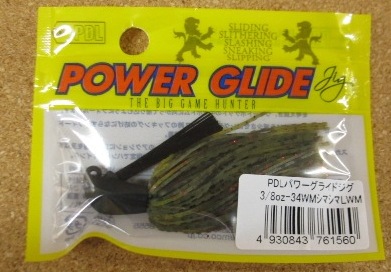 PDL
SLIDING
SLITHERING
SLASHING
SNEAKING
SLIPPING
POWER GLIDE Jig
THE BIG GAME HUNTER
PDLパワーグライドジグ
3/8oz-34WMシマシマLWM
4 930843 761560